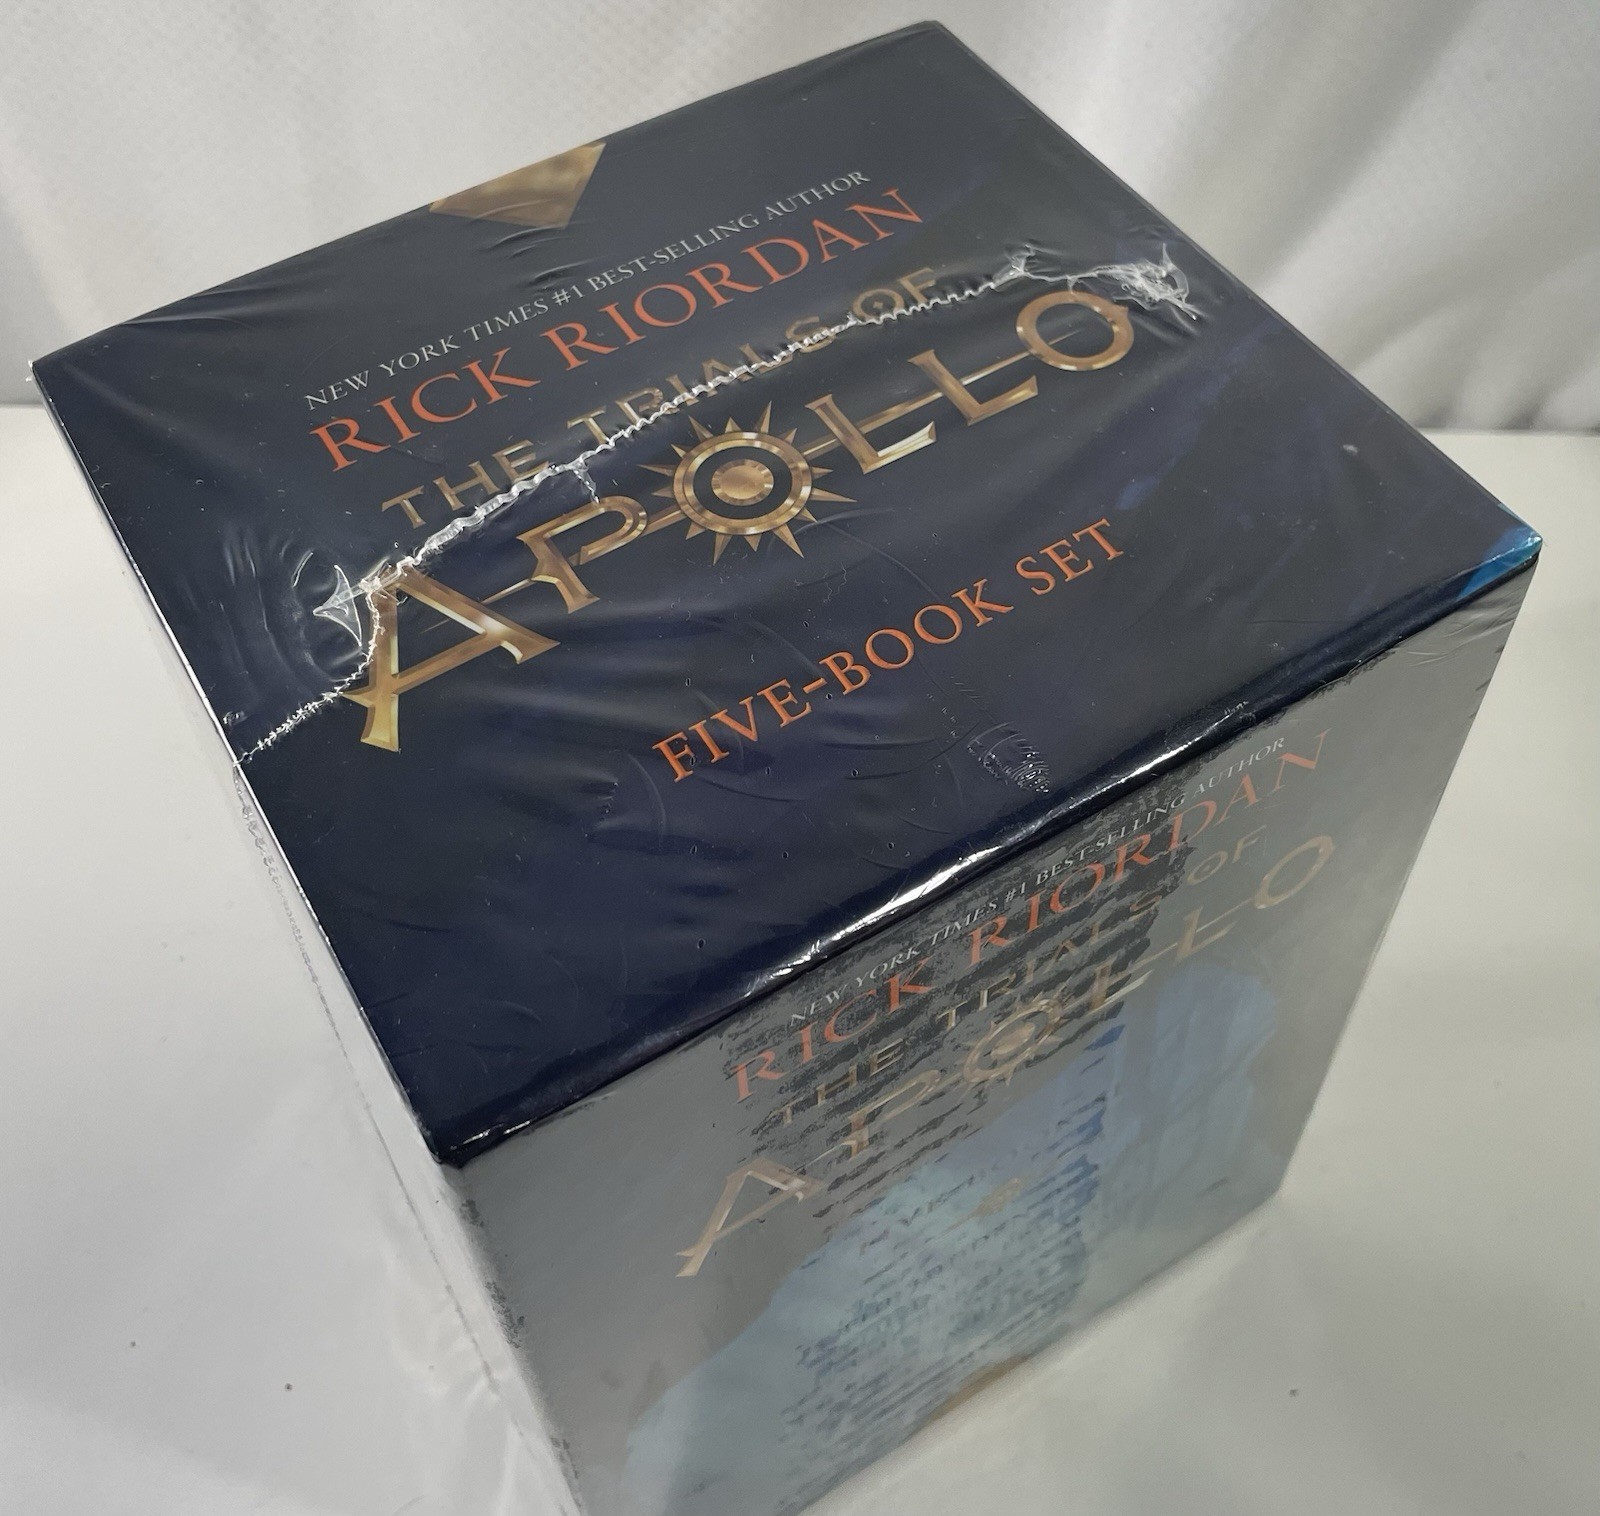 NEW YORK TIMES #1 BEST-SELLING AUTHOR
RICK RIORDAN
THE TRIALS OF
APOLLO
FIVE-BOOK SET
NEW YORK TIMES #1 BEST-SELLING AUTHOR
RICK RIORDAN
THE TRIALS OF
APOLLO